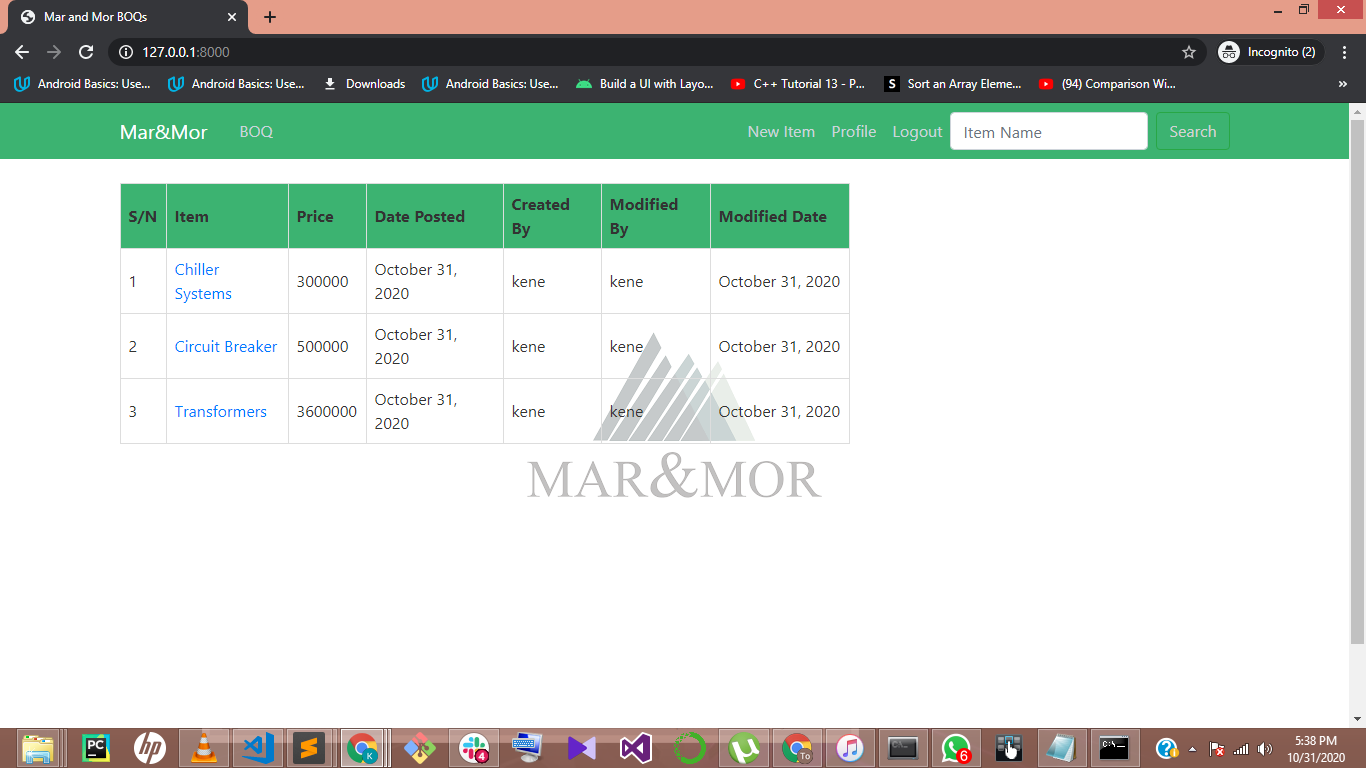 Mar and Mor BOQs
127.0.0.1:8000
Incognito (2)
Android Basics: Use...
Android Basics: Use...
Downloads
Android Basics: Use...
Build a UI with Layo...
C++ Tutorial 13 - P...
S
Sort an Array Eleme...
(94) Comparison Wi...
»
Mar&Mor BOQ New Item Profile Logout Item Name Search
S/N Item Price Date Posted Created By Modified By Modified Date
1 Chiller Systems 300000 October 31, 2020 kene kene October 31, 2020
2 Circuit Breaker 500000 October 31, 2020 kene kene October 31, 2020
3 Transformers 3600000 October 31, 2020 kene kene October 31, 2020
MAR&MOR
PC
hp
K
4
To
C:\_
C:\_
6
5:38 PM
10/31/2020